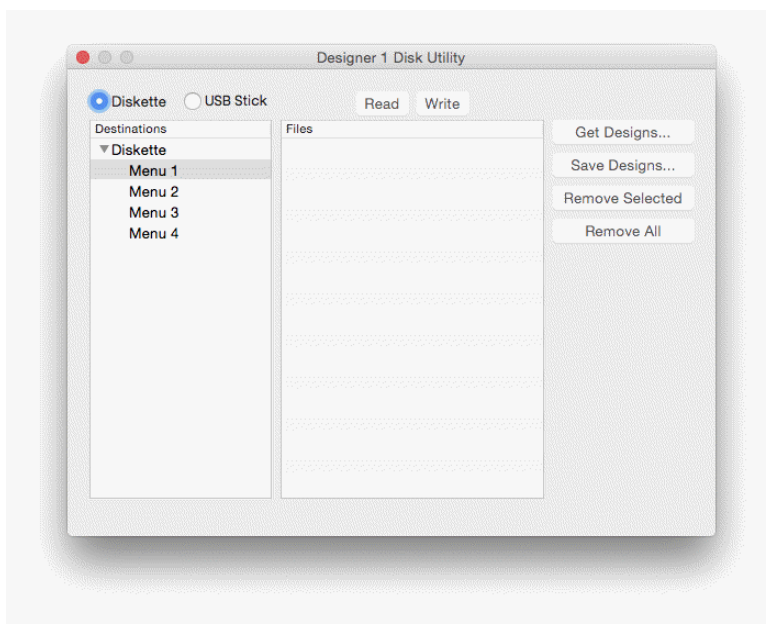 Designer 1 Disk Utility
Diskette USB Stick
Read Write
Destinations
Diskette
Menu 1
Menu 2
Menu 3
Menu 4
Files
Get Designs...
Save Designs...
Remove Selected
Remove All